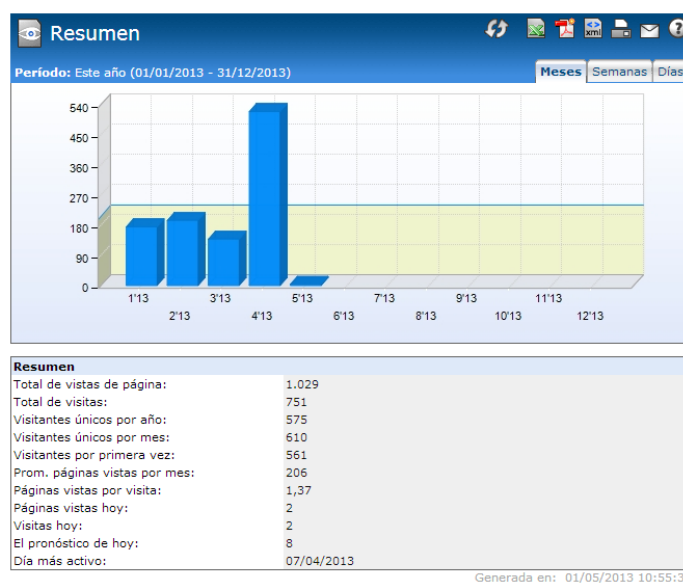 Resumen
xml
Período: Este año (01/01/2013 - 31/12/2013)
Meses Semanas Días
540
450
360
270
180
90
0
1'13 3'13 5'13 7'13 9'13 11'13
2'13 4'13 6'13 8'13 10'13 12'13
Resumen
Total de vistas de página: 1.029
Total de visitas: 751
Visitantes únicos por año: 575
Visitantes únicos por mes: 610
Visitantes por primera vez: 561
Prom. páginas vistas por mes: 206
Páginas vistas por visita: 1,37
Páginas vistas hoy: 2
Visitas hoy: 2
El pronóstico de hoy: 8
Día más activo: 07/04/2013
Generada en: 01/05/2013 10:55:3